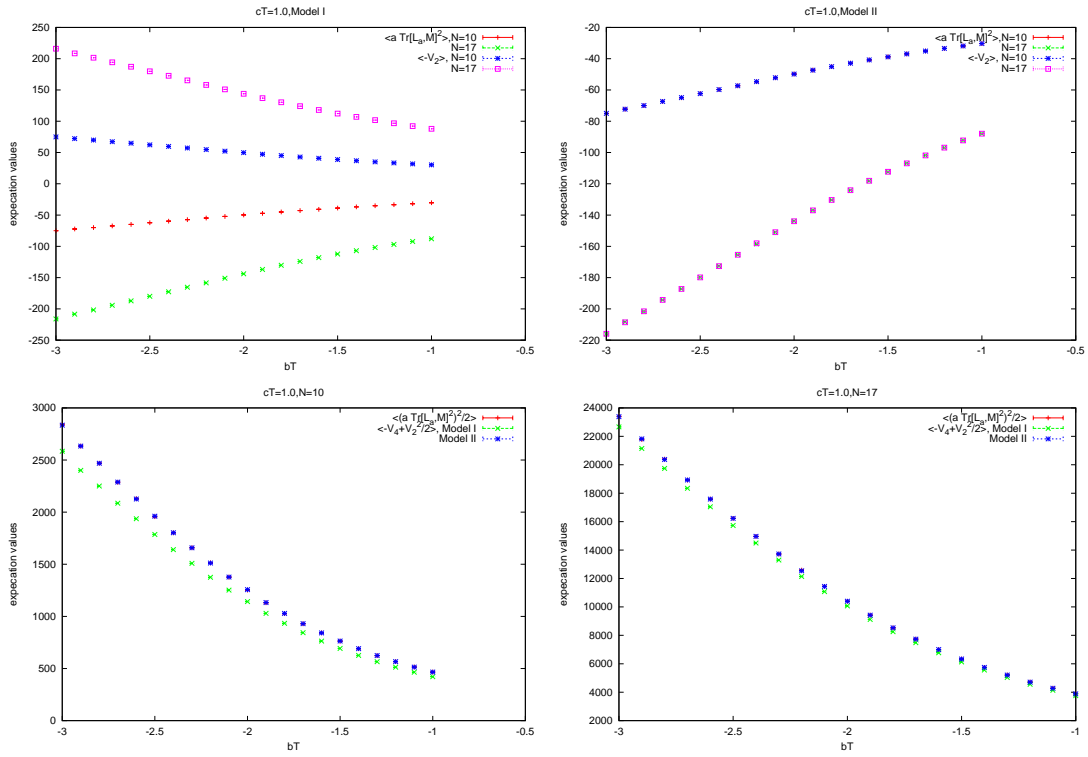 cT=1.0,Model I
<a Tr[L_a,M]^2>,N=10
N=17
<-V_2>, N=10
N=17
250
200
150
100
50
0
-50
-100
-150
-200
-250
expecation values
-3
-2.5
-2
-1.5
-1
-0.5
bT
cT=1.0,Model II
<a Tr[L_a,M]^2>,N=10
N=17
<-V_2>, N=10
N=17
-20
-40
-60
-80
-100
-120
-140
-160
-180
-200
-220
expecation values
-3
-2.5
-2
-1.5
-1
-0.5
bT
cT=1.0,N=10
<(a Tr[L_a,M]^2)^2/2>
<-V_4+V_2^2/2>, Model I
Model II
3000
2500
2000
1500
1000
500
0
expecation values
-3
-2.5
-2
-1.5
-1
-0.5
bT
cT=1.0,N=17
<(a Tr[L_a,M]^2)^2/2>
<-V_4+V_2^2/2>, Model I
Model II
24000
22000
20000
18000
16000
14000
12000
10000
8000
6000
4000
2000
expecation values
-3
-2.5
-2
-1.5
-1
bT